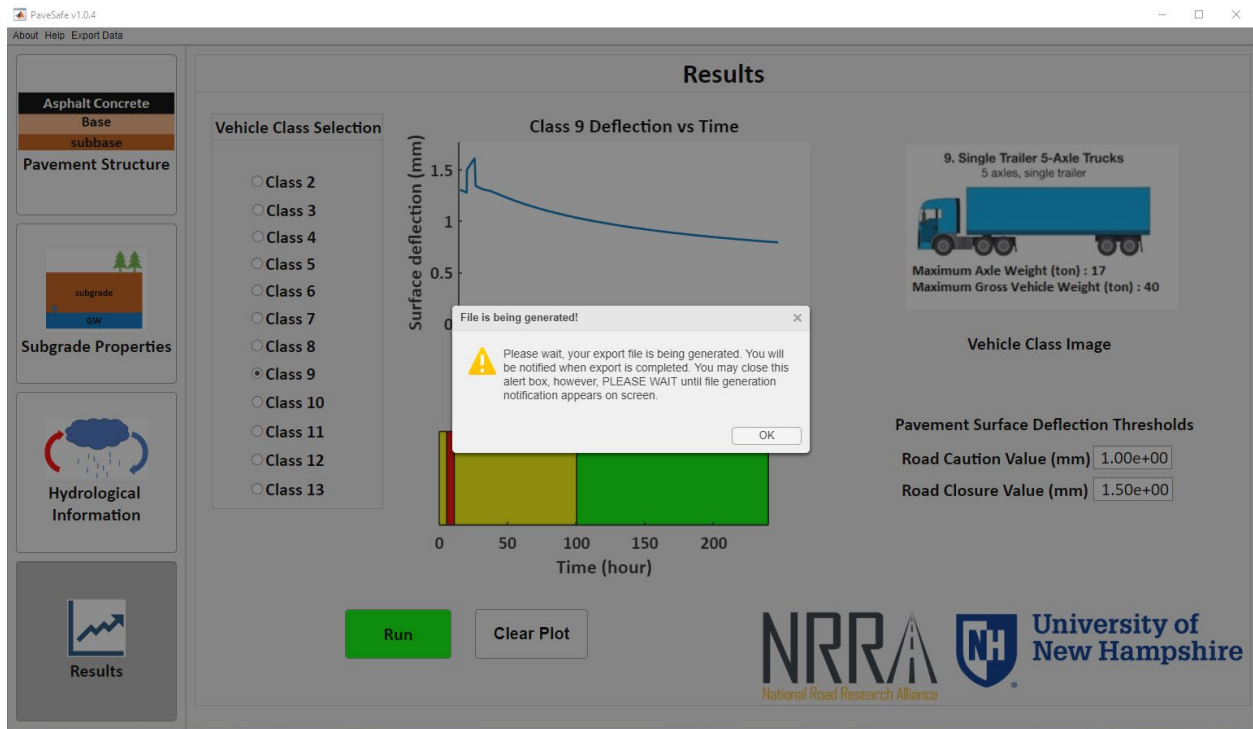 PaveSafe v1.0.4
About Help Export Data
Asphalt Concrete
Base
subbase
Pavement Structure
subgrade
GW
Subgrade Properties
Hydrological
Information
Results
Results
Vehicle Class Selection
Class 2
Class 3
Class 4
Class 5
Class 6
Class 7
Class 8
Class 9
Class 10
Class 11
Class 12
Class 13
Class 9 Deflection vs Time
Surface deflection (mm)
1.5
1
0.5
0
File is being generated!
Please wait, your export file is being generated. You will
be notified when export is completed. You may close this
alert box, however, PLEASE WAIT until file generation
notification appears on screen.
OK
0 50 100 150 200
Time (hour)
Run
Clear Plot
9. Single Trailer 5-Axle Trucks
5 axles, single trailer
Maximum Axle Weight (ton) : 17
Maximum Gross Vehicle Weight (ton) : 40
Vehicle Class Image
Pavement Surface Deflection Thresholds
Road Caution Value (mm) 1.00e+00
Road Closure Value (mm) 1.50e+00
NRRA
National Road Research Alliance
NH
University of
New Hampshire